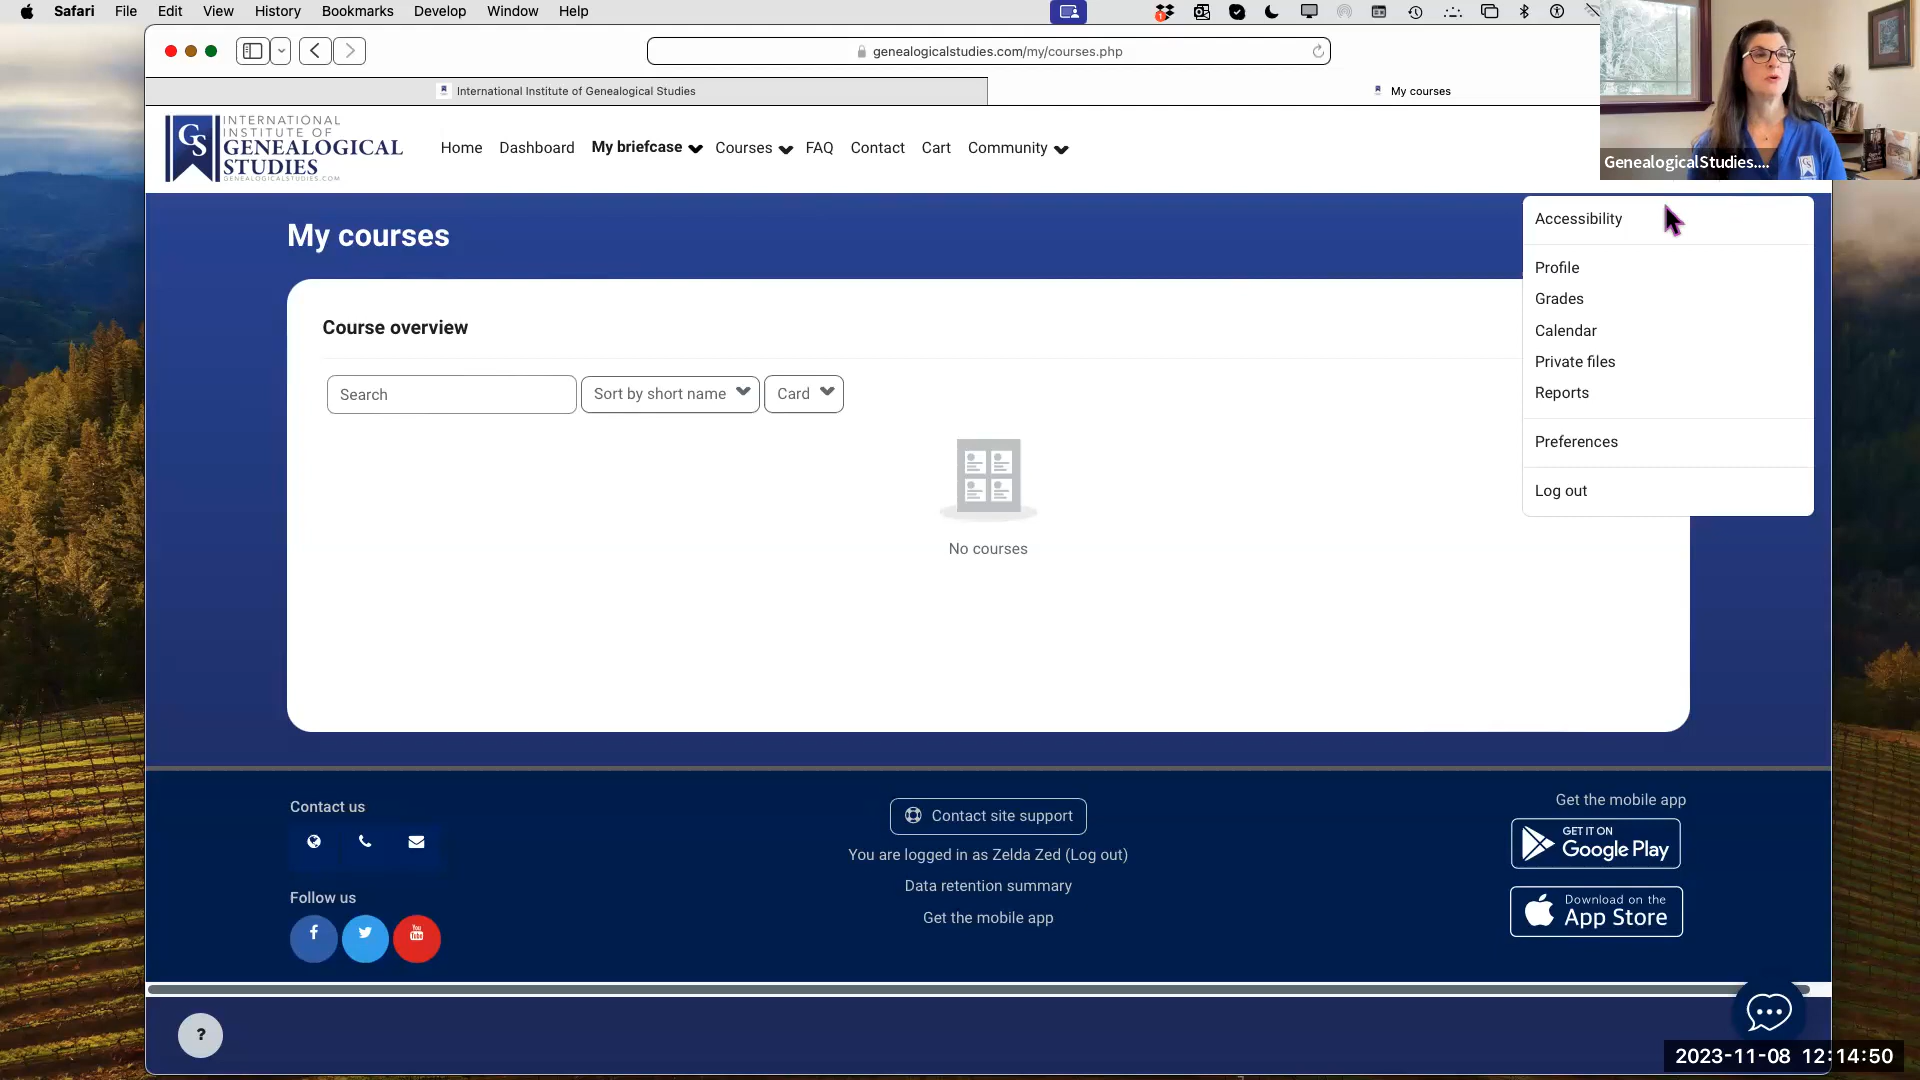 Safari File Edit View History Bookmarks Develop Window Help
genealogicalstudies.com/my/courses.php
International Institute of Genealogical Studies
My courses
GS
INTERNATIONAL
INSTITUTE OF
GENEALOGICAL
STUDIES
GENEALOGICALSTUDIES.COM
Home Dashboard My briefcase Courses FAQ Contact Cart Community
GenealogicalStudies....
My courses
Accessibility
Profile
Grades
Calendar
Private files
Reports
Preferences
Log out
Course overview
Search
Sort by short name
Card
No courses
Contact us
Follow us
Contact site support
You are logged in as Zelda Zed (Log out)
Data retention summary
Get the mobile app
Get the mobile app
GET IT ON
Google Play
Download on the
App Store
You
?
2023-11-08 12:14:50